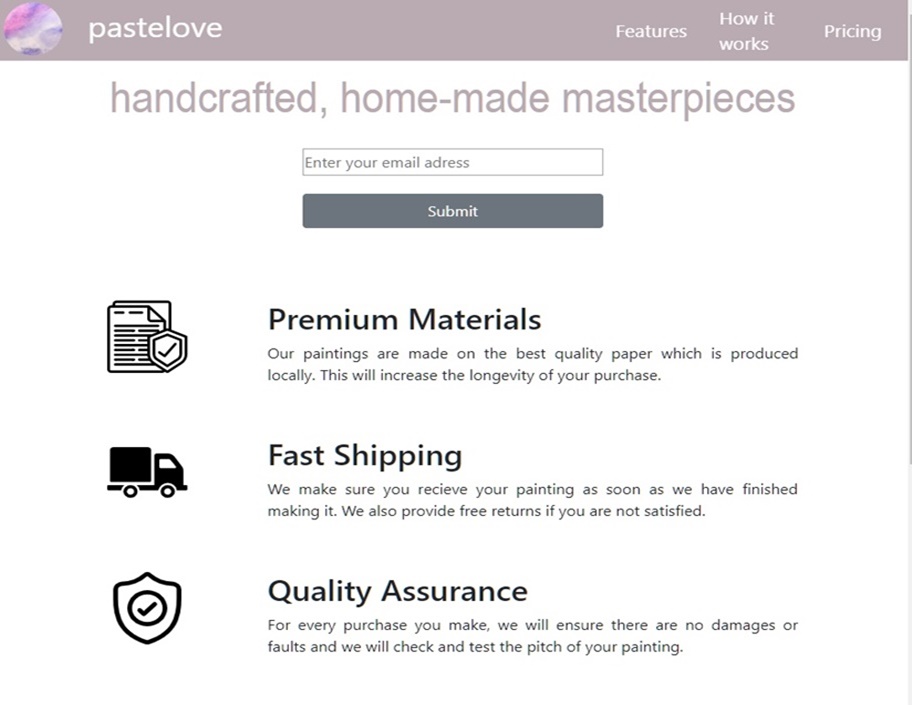 pastelove
Features
How it
works
Pricing
handcrafted, home-made masterpieces
Enter your email adress
Submit
Premium Materials
Our paintings are made on the best quality paper which is produced
locally. This will increase the longevity of your purchase.
Fast Shipping
We make sure you recieve your painting as soon as we have finished
making it. We also provide free returns if you are not satisfied.
Quality Assurance
For every purchase you make, we will ensure there are no damages or
faults and we will check and test the pitch of your painting.